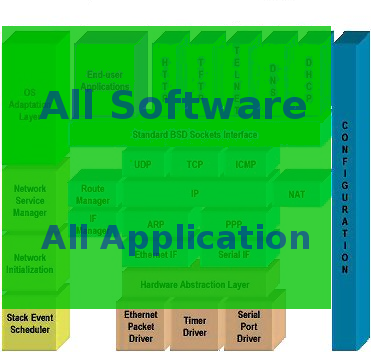 OS
Adaptation
Layer
End-user
Applications
HTTP
TFTP
TELNET
DNS
DHCP
All Software
Standard BSD Sockets Interface
UDP
TCP
ICMP
Network
Service
Manager
Route
Manager
IP
NAT
IF
Manager
ARP
PPP
All Application
Ethernet IF
Serial IF
Network
Initialization
Hardware Abstraction Layer
Stack Event
Scheduler
Ethernet
Packet
Driver
Timer
Driver
Serial
Port
Driver
CONFIGURATION